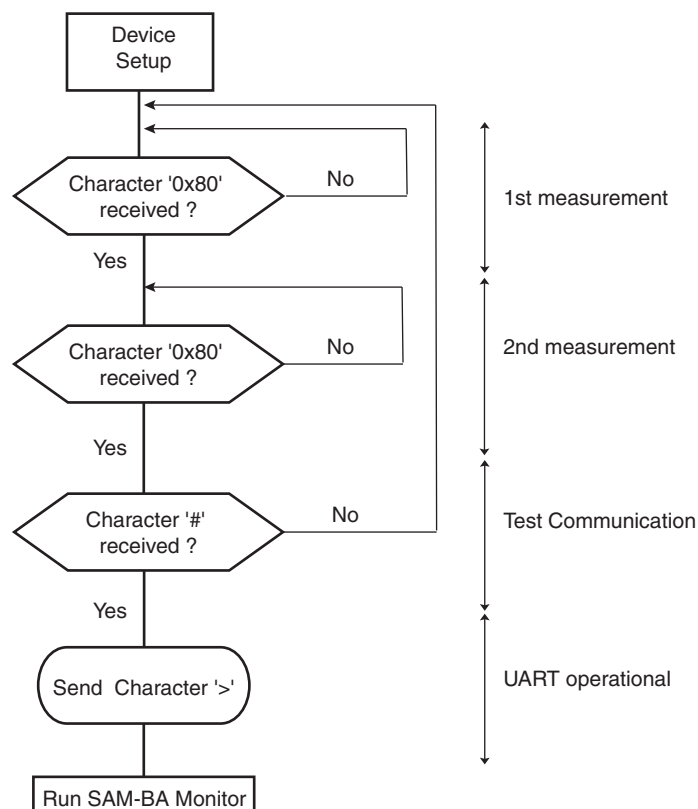 Device
Setup
Character '0x80'
received ?
No
1st measurement
Yes
Character '0x80'
received ?
No
2nd measurement
Yes
Character '#'
received ?
No
Test Communication
Yes
Send  Character '>'
UART operational
Run SAM-BA Monitor